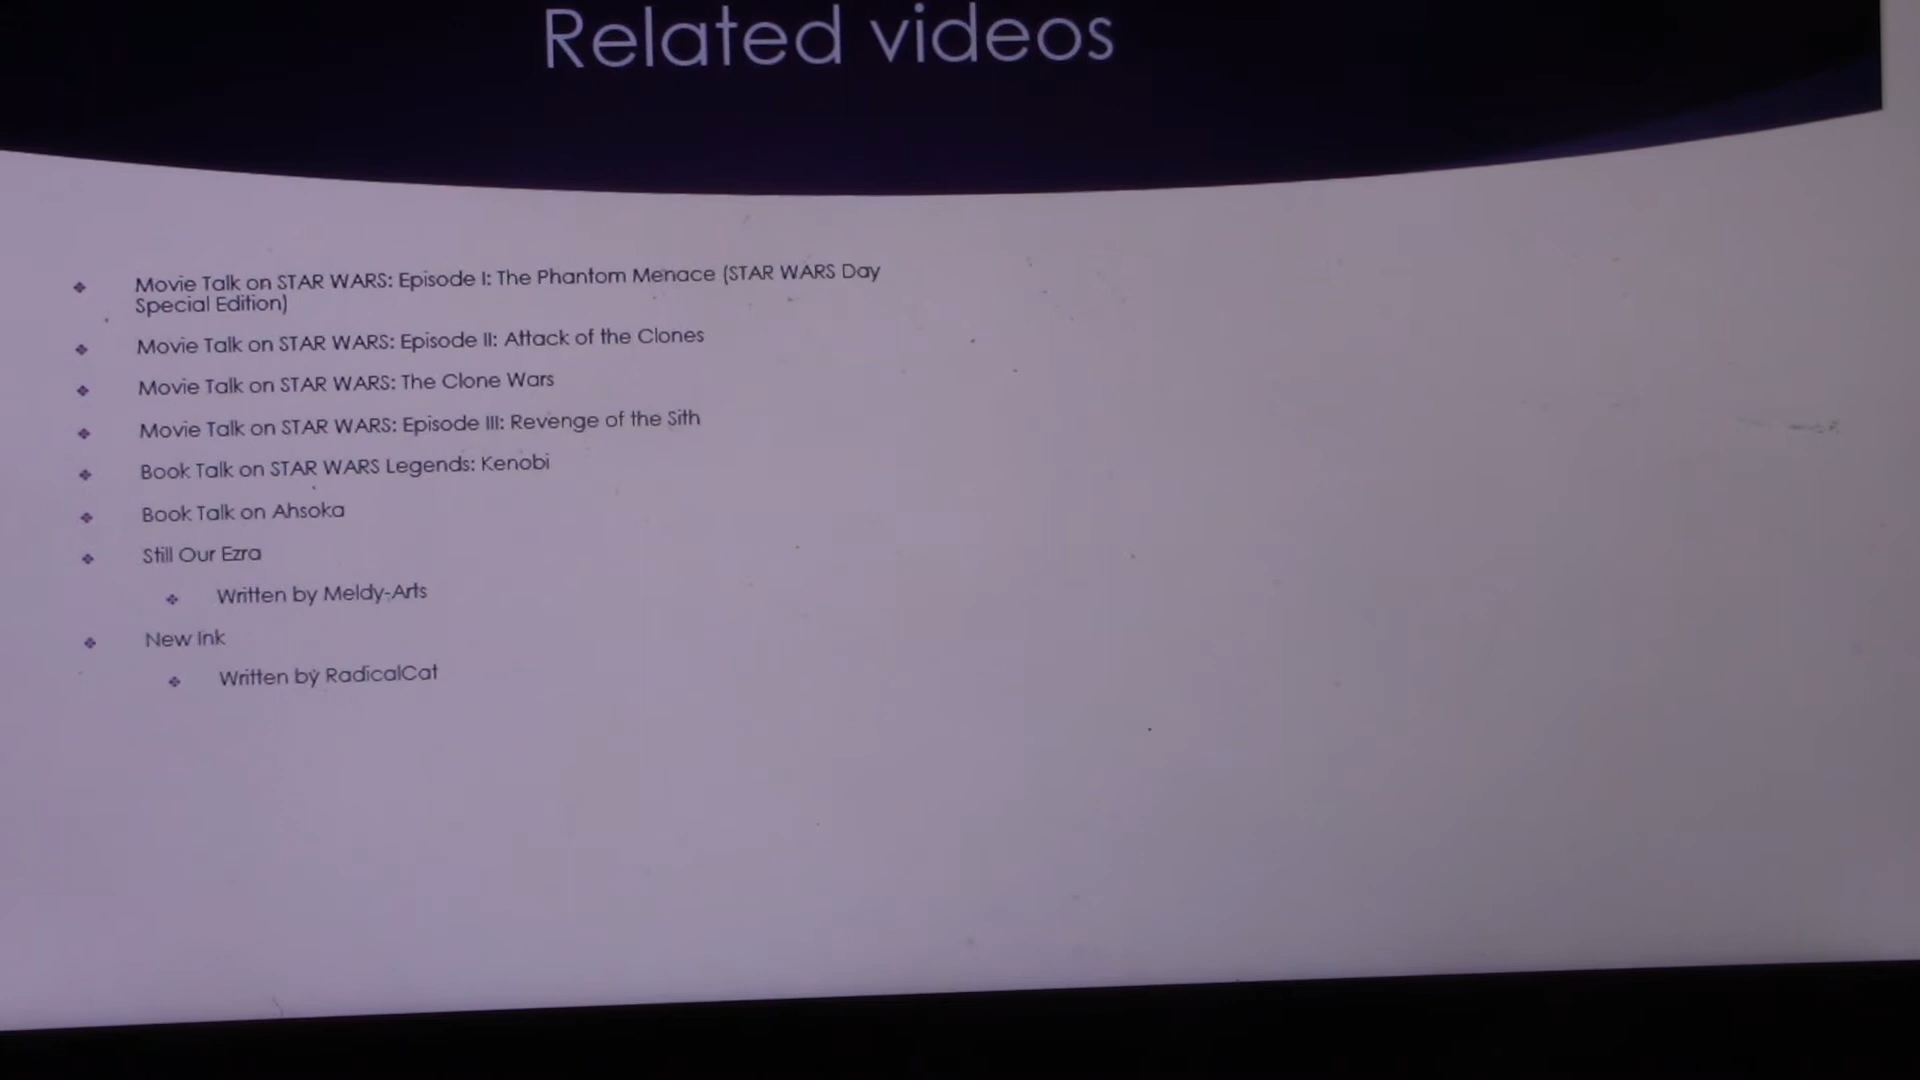 Related videos
Movie Talk on STAR WARS: Episode I: The Phantom Menace (STAR WARS Day
Special Edition)
Movie Talk on STAR WARS: Episode II: Attack of the Clones
Movie Talk on STAR WARS: The Clone Wars
Movie Talk on STAR WARS: Episode III: Revenge of the Sith
Book Talk on STAR WARS Legends: Kenobi
Book Talk on Ahsoka
Still Our Ezra
Written by Meldy-Arts
New Ink
Written by RadicalCat